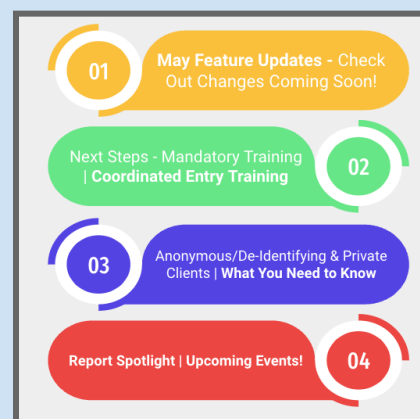 01
May Feature Updates - Check
Out Changes Coming Soon!
Next Steps - Mandatory Training
| Coordinated Entry Training
02
03
Anonymous/De-Identifying & Private
Clients | What You Need to Know
Report Spotlight | Upcoming Events!
04